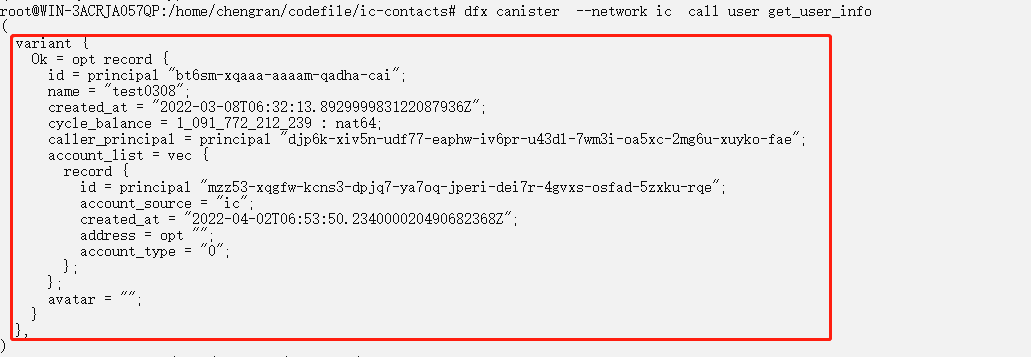 root@WIN-3ACRJA057QP:/home/chengran/codefile/ic-contacts# dfx canister  --network ic  call user get_user_info
(
  variant {
    Ok = opt record {
      id = principal "bt6sm-xqaaa-aaaam-qadha-cai";
      name = "test0308";
      created_at = "2022-03-08T06:32:13.892999983122087936Z";
      cycle_balance = 1_091_772_212_239 : nat64;
      caller_principal = principal "djp6k-xiv5n-udf77-eaphw-iv6pr-u43dl-7wm3i-oa5xc-2mg6u-xuyko-fae";
      account_list = vec {
        record {
          id = principal "mzz53-xqgfw-kcns3-dpjq7-ya7oq-jperi-dei7r-4gvxs-osfad-5zxku-rqe";
          account_source = "ic";
          created_at = "2022-04-02T06:53:50.234000020490682368Z";
          address = opt "";
          account_type = "0";
        };
      };
      avatar = "";
    }
  },
)